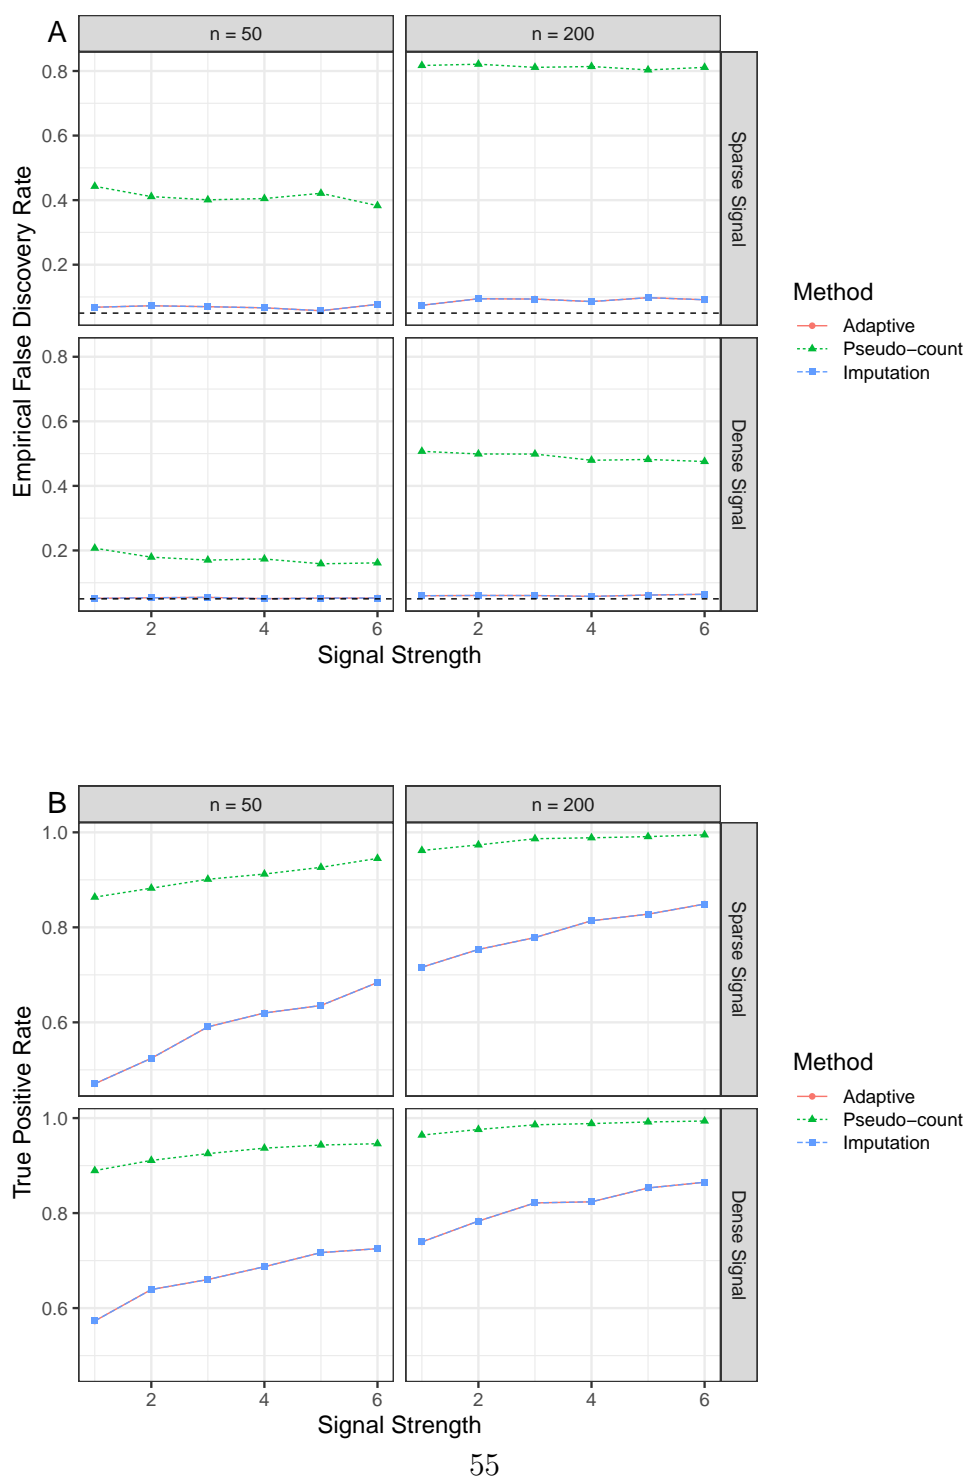 A
n = 50
n = 200
0.8
0.6
0.4
0.2
Sparse Signal
0.8
0.6
0.4
0.2
Dense Signal
Empirical False Discovery Rate
2
4
6
2
4
6
Signal Strength
Method
Adaptive
Pseudo−count
Imputation
B
n = 50
n = 200
1.0
0.8
0.6
Sparse Signal
1.0
0.8
0.6
Dense Signal
True Positive Rate
2
4
6
2
4
6
Signal Strength
Method
Adaptive
Pseudo−count
Imputation
55